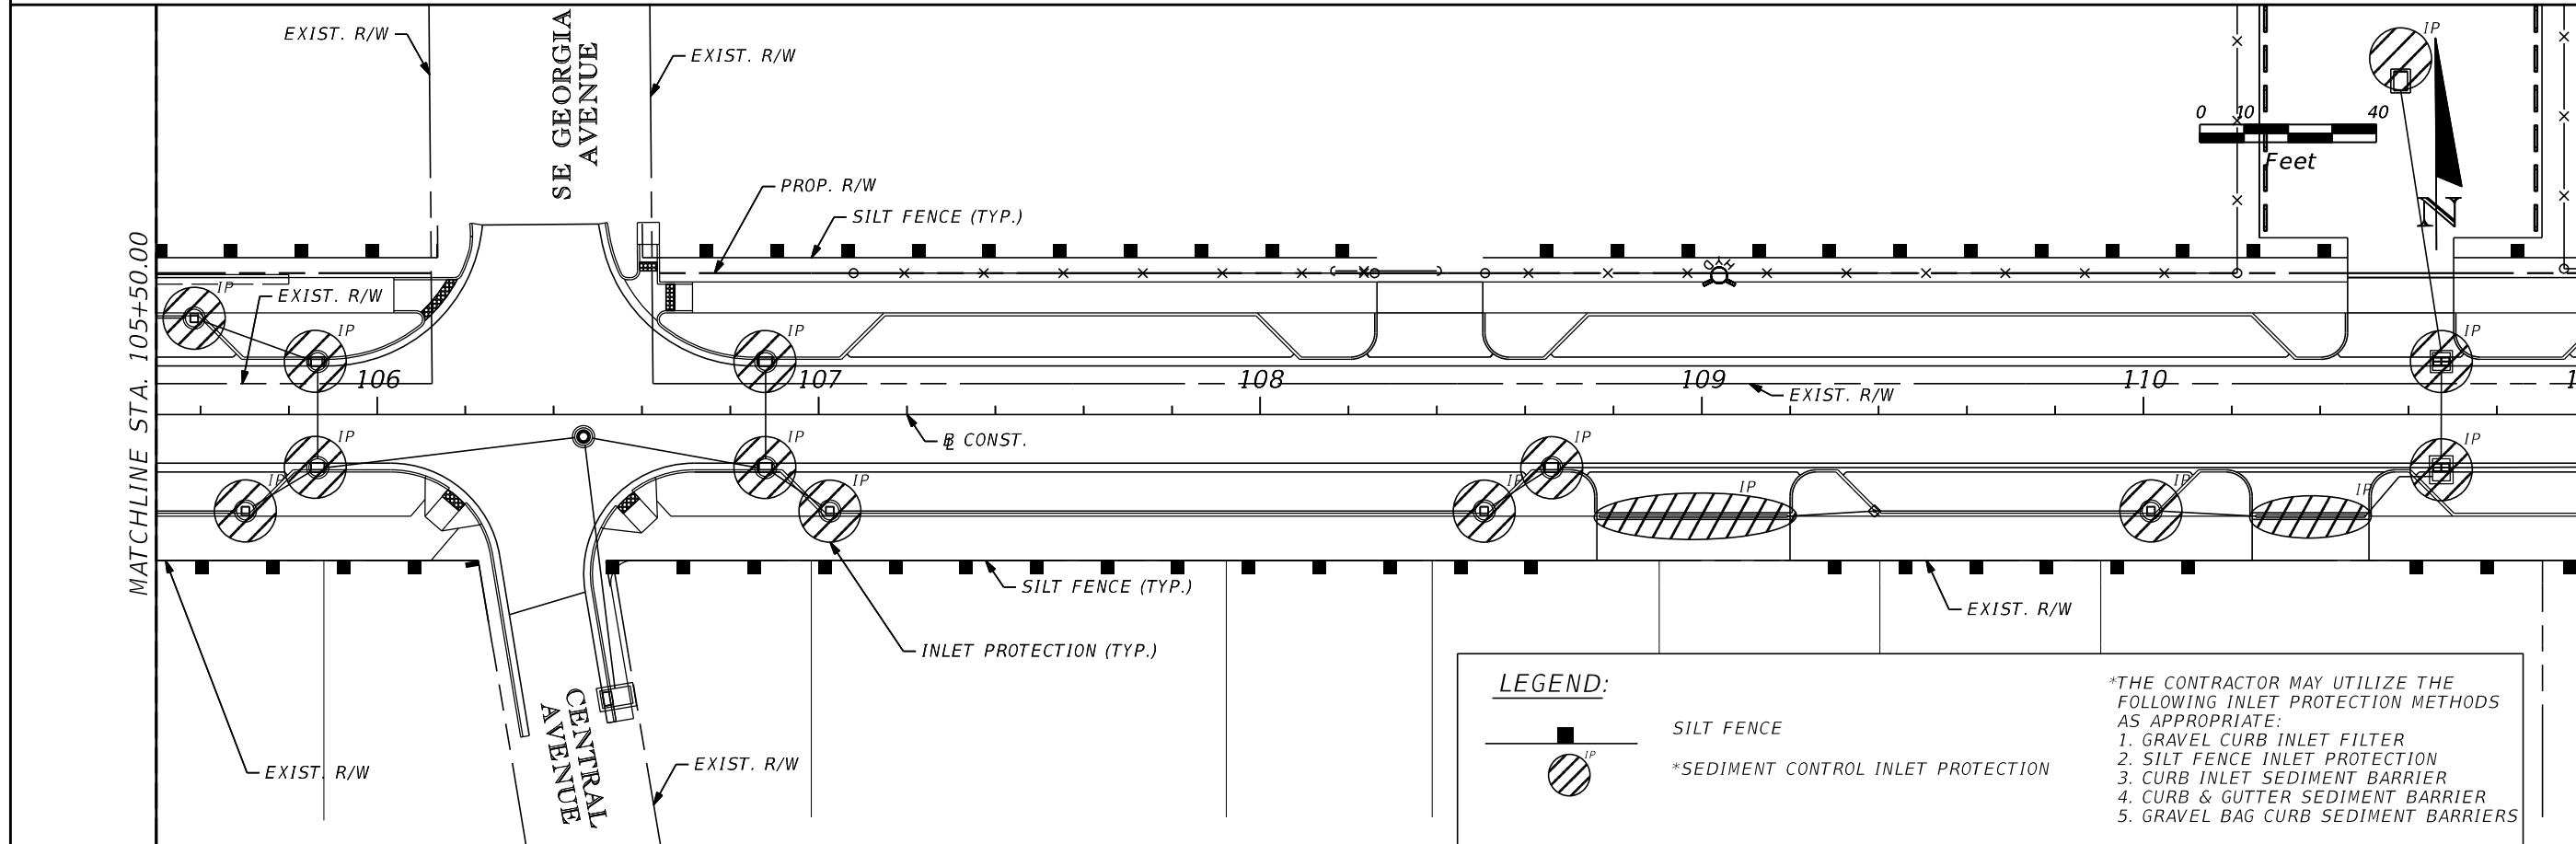 EXIST. R/W
SE GEORGIA
AVENUE
EXIST. R/W
IP
0 10 40
Feet
N
PROP. R/W
SILT FENCE (TYP.)
MATCHLINE STA. 105+50.00
IP
EXIST. R/W
IP
IP
IP
106
107
108
109
110
EXIST. R/W
BL CONST.
IP
IP
IP
IP
IP
IP
IP
IP
IP
IP
IP
SILT FENCE (TYP.)
EXIST. R/W
INLET PROTECTION (TYP.)
EXIST. R/W
CENTRAL
AVENUE
EXIST. R/W
LEGEND:
SILT FENCE
IP
*SEDIMENT CONTROL INLET PROTECTION
*THE CONTRACTOR MAY UTILIZE THE
FOLLOWING INLET PROTECTION METHODS
AS APPROPRIATE:
1. GRAVEL CURB INLET FILTER
2. SILT FENCE INLET PROTECTION
3. CURB INLET SEDIMENT BARRIER
4. CURB & GUTTER SEDIMENT BARRIER
5. GRAVEL BAG CURB SEDIMENT BARRIERS